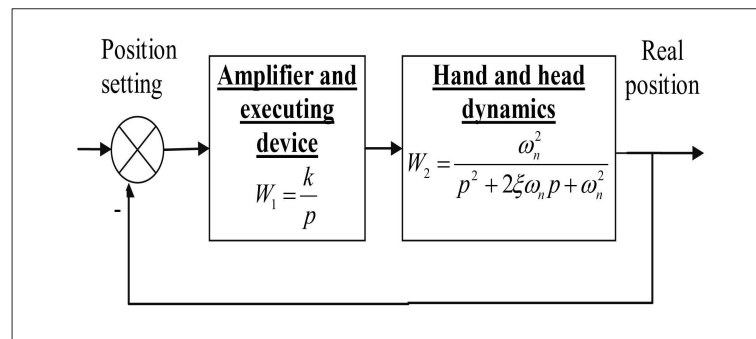 Position
setting
Amplifier and
executing
device
W₁ = k/p
Hand and head
dynamics
W₂ = ωₙ²/(p² + 2ξωₙp + ωₙ²)
Real
position
-